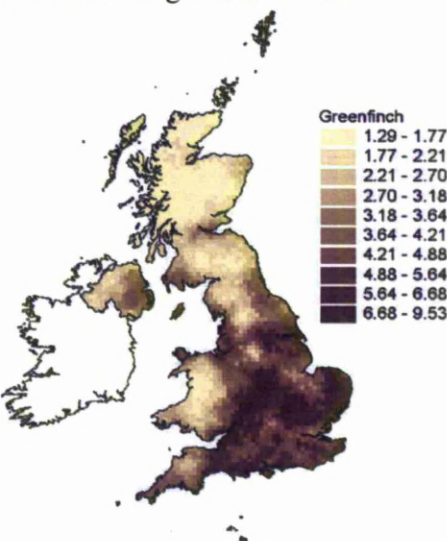 Greenfinch
1.29 - 1.77
1.77 - 2.21
2.21 - 2.70
2.70 - 3.18
3.18 - 3.64
3.64 - 4.21
4.21 - 4.88
4.88 - 5.64
5.64 - 6.68
6.68 - 9.53